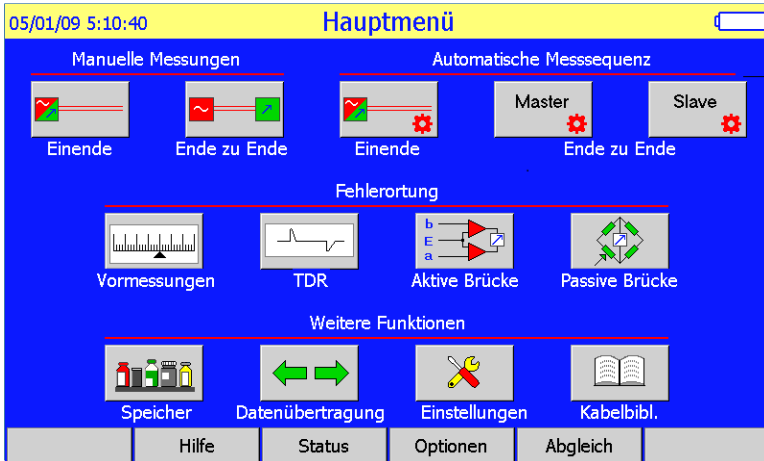 05/01/09 5:10:40 Hauptmenü
Manuelle Messungen Automatische Messsequenz
Master Slave
Einende Ende zu Ende Einende Ende zu Ende
Fehlerortung
b
E
a
Vormessungen TDR Aktive Brücke Passive Brücke
Weitere Funktionen
Speicher Datenübertragung Einstellungen Kabelbibl.
Hilfe Status Optionen Abgleich